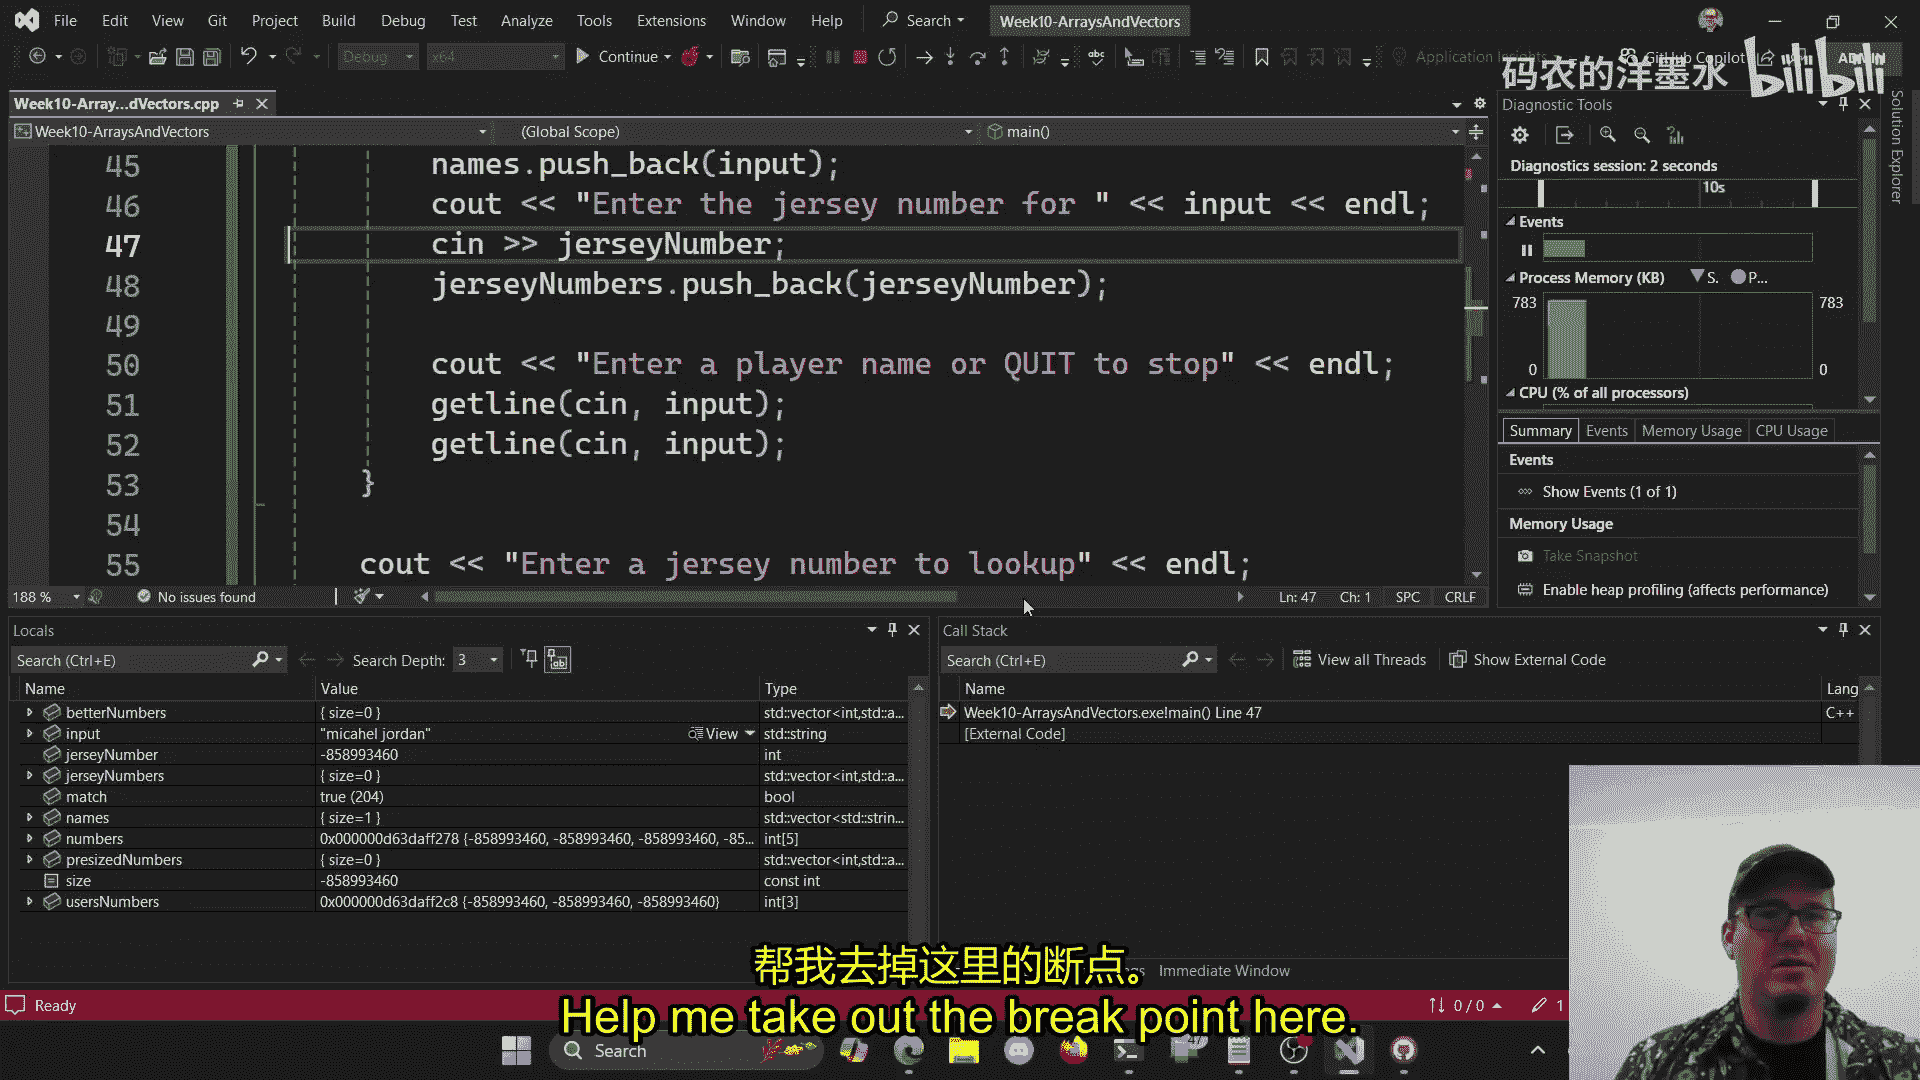 File Edit View Git Project Build Debug Test Analyze Tools Extensions Window Help Search Week10-ArraysAndVectors
Debug x64 Continue Application GitHub Copilot ADMIN
码农的洋墨水 bilibili
Week10-Array...dVectors.cpp
Week10-ArraysAndVectors (Global Scope) main()
45 names.push_back(input);
46 cout << "Enter the jersey number for " << input << endl;
47 cin >> jerseyNumber;
48 jerseyNumbers.push_back(jerseyNumber);
49
50 cout << "Enter a player name or QUIT to stop" << endl;
51 getline(cin, input);
52 getline(cin, input);
53 }
54
55 cout << "Enter a jersey number to lookup" << endl;
188 % No issues found Ln: 47 Ch: 1 SPC CRLF
Diagnostic Tools
Diagnostics session: 2 seconds
10s
Events
Process Memory (KB) S. P...
783 783
0 0
CPU (% of all processors)
Summary Events Memory Usage CPU Usage
Events
Show Events (1 of 1)
Memory Usage
Take Snapshot
Enable heap profiling (affects performance)
Solution Explorer
Locals
Search (Ctrl+E) Search Depth: 3
Name Value Type
betterNumbers { size=0 } std::vector<int,std::a...
input "micahel jordan" View std::string
jerseyNumber -858993460 int
jerseyNumbers { size=0 } std::vector<int,std::a...
match true (204) bool
names { size=1 } std::vector<std::strin...
numbers 0x000000d63daff278 {-858993460, -858993460, -858993460, -85... int[5]
presizedNumbers { size=0 } std::vector<int,std::a...
size -858993460 const int
usersNumbers 0x000000d63daff2c8 {-858993460, -858993460, -858993460} int[3]
Call Stack
Search (Ctrl+E) View all Threads Show External Code
Name Lang
Week10-ArraysAndVectors.exe!main() Line 47 C++
[External Code]
Immediate Window
帮我去掉这里的断点。
Help me take out the break point here.
Ready 0 / 0 1
Search